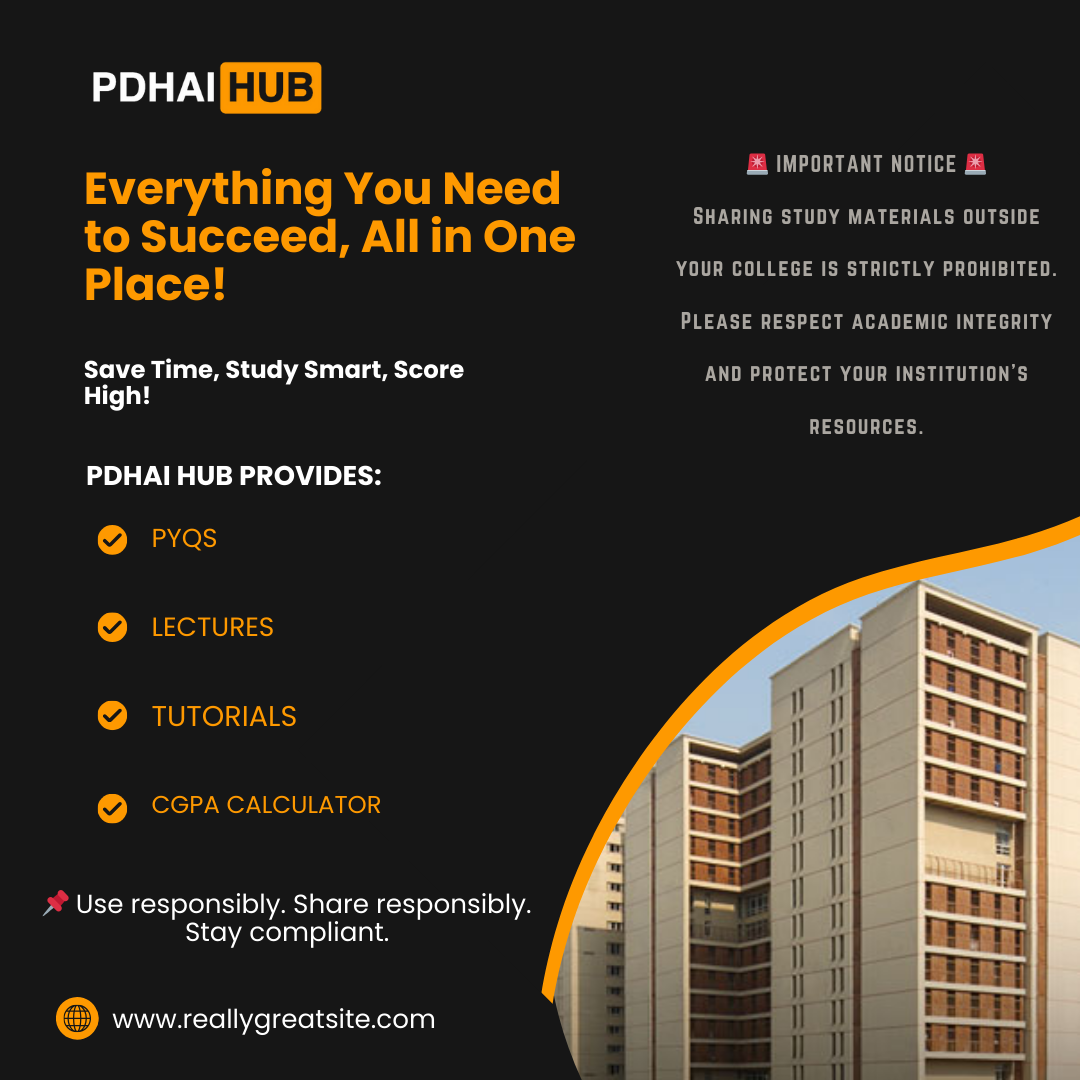 PDHAI HUB
Everything You Need
to Succeed, All in One
Place!
Save Time, Study Smart, Score
High!
PDHAI HUB PROVIDES:
PYQS
LECTURES
TUTORIALS
CGPA CALCULATOR
📌 Use responsibly. Share responsibly.
Stay compliant.
www.reallygreatsite.com
🚨 IMPORTANT NOTICE 🚨
Sharing study materials outside
your college is strictly prohibited.
Please respect academic integrity
and protect your institution's
resources.